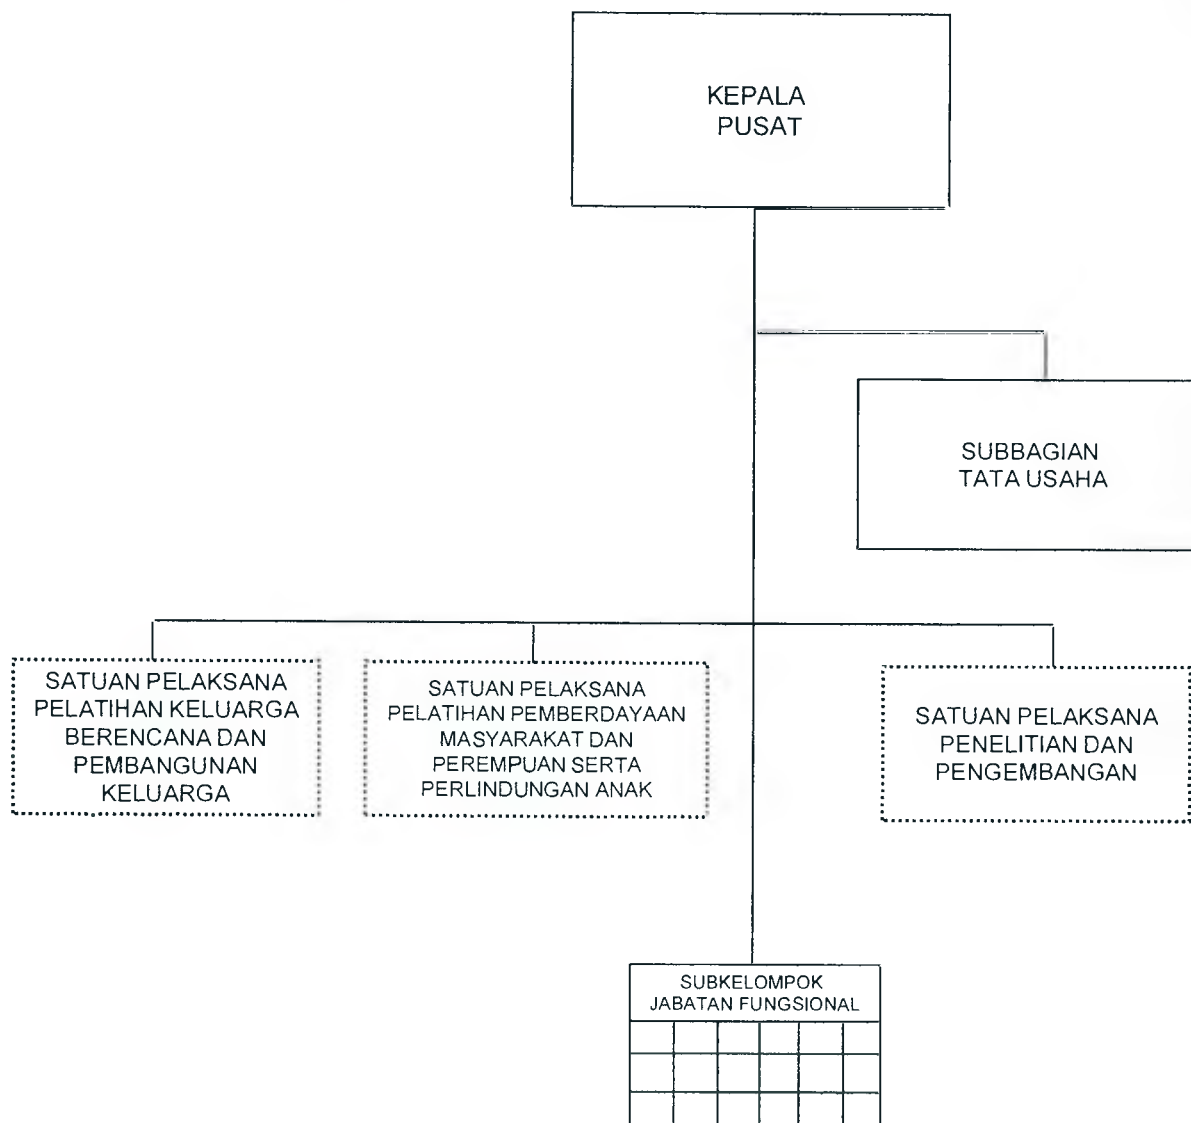 KEPALA
PUSAT
SUBBAGIAN
TATA USAHA
SATUAN PELAKSANA
PELATIHAN KELUARGA
BERENCANA DAN
PEMBANGUNAN
KELUARGA
SATUAN PELAKSANA
PELATIHAN PEMBERDAYAAN
MASYARAKAT DAN
PEREMPUAN SERTA
PERLINDUNGAN ANAK
SATUAN PELAKSANA
PENELITIAN DAN
PENGEMBANGAN
SUBKELOMPOK
JABATAN FUNGSIONAL